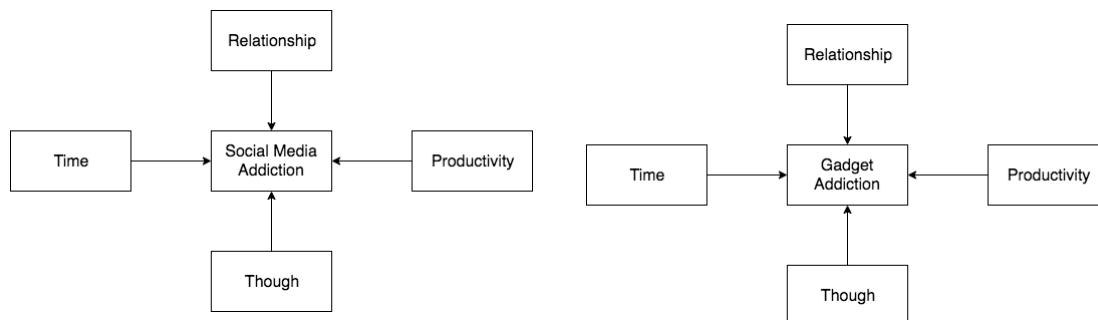 Relationship
Time
Social Media
Addiction
Productivity
Though
Relationship
Time
Gadget
Addiction
Productivity
Though